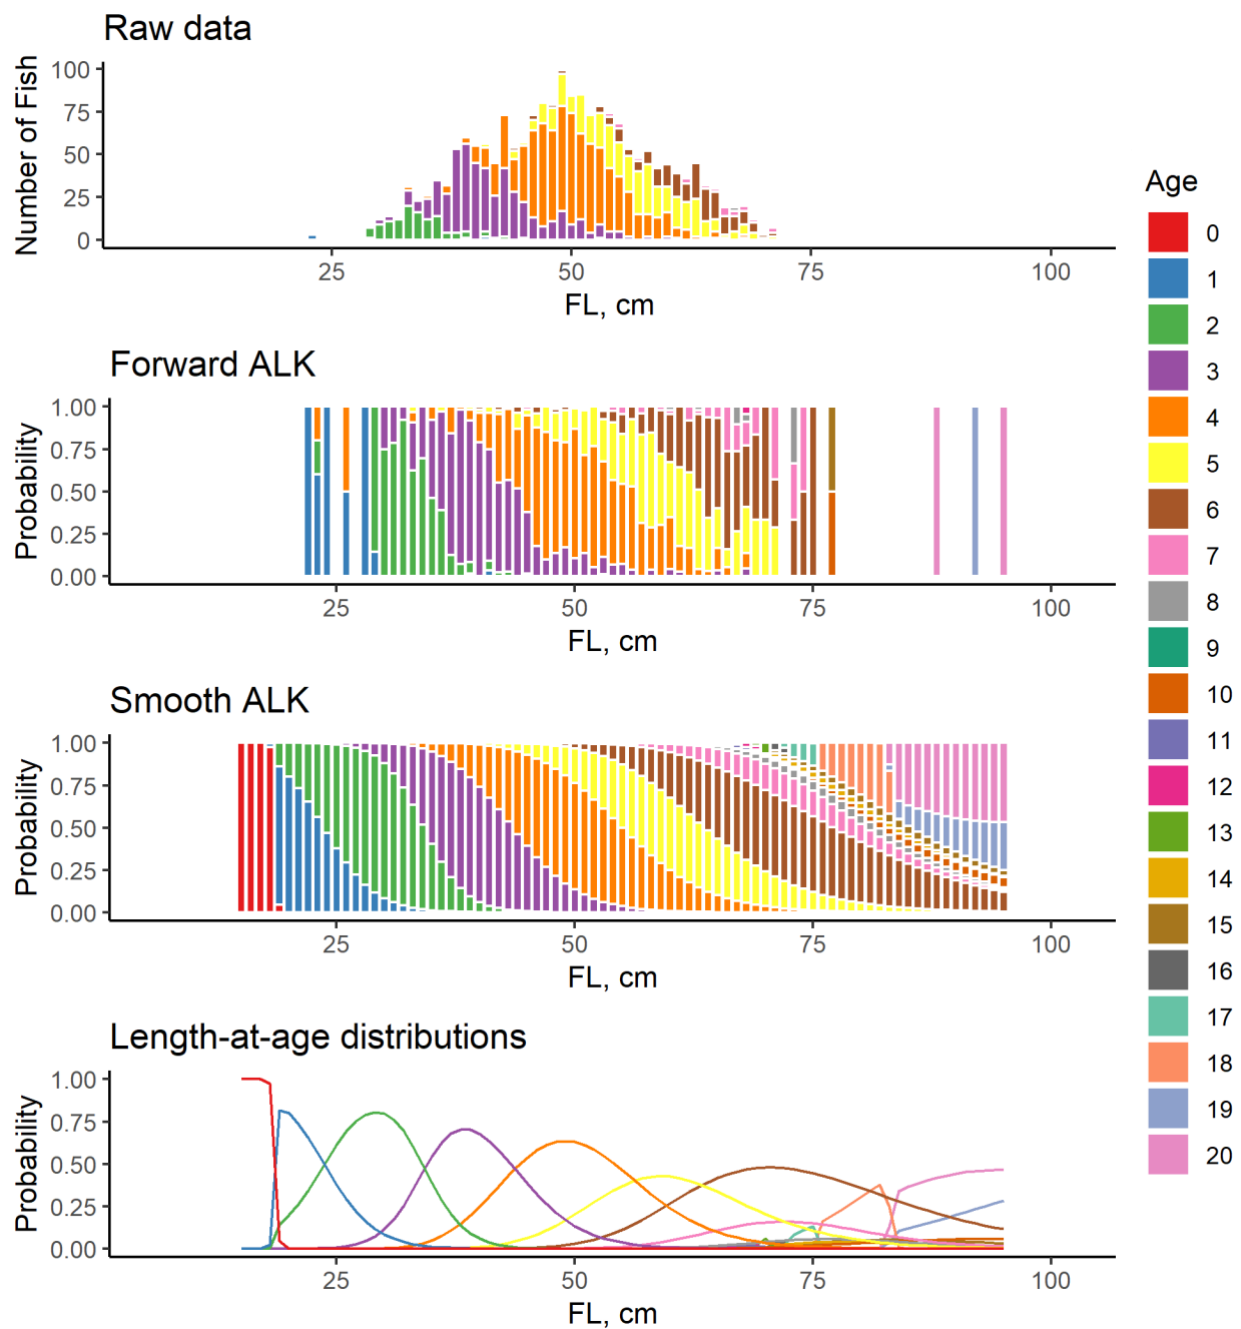 Raw data
Number of Fish
100
75
50
25
0
25 50 75 100
FL, cm
Forward ALK
Probability
1.00
0.75
0.50
0.25
0.00
25 50 75 100
FL, cm
Smooth ALK
Probability
1.00
0.75
0.50
0.25
0.00
25 50 75 100
FL, cm
Length-at-age distributions
Probability
1.00
0.75
0.50
0.25
0.00
25 50 75 100
FL, cm
Age
0
1
2
3
4
5
6
7
8
9
10
11
12
13
14
15
16
17
18
19
20